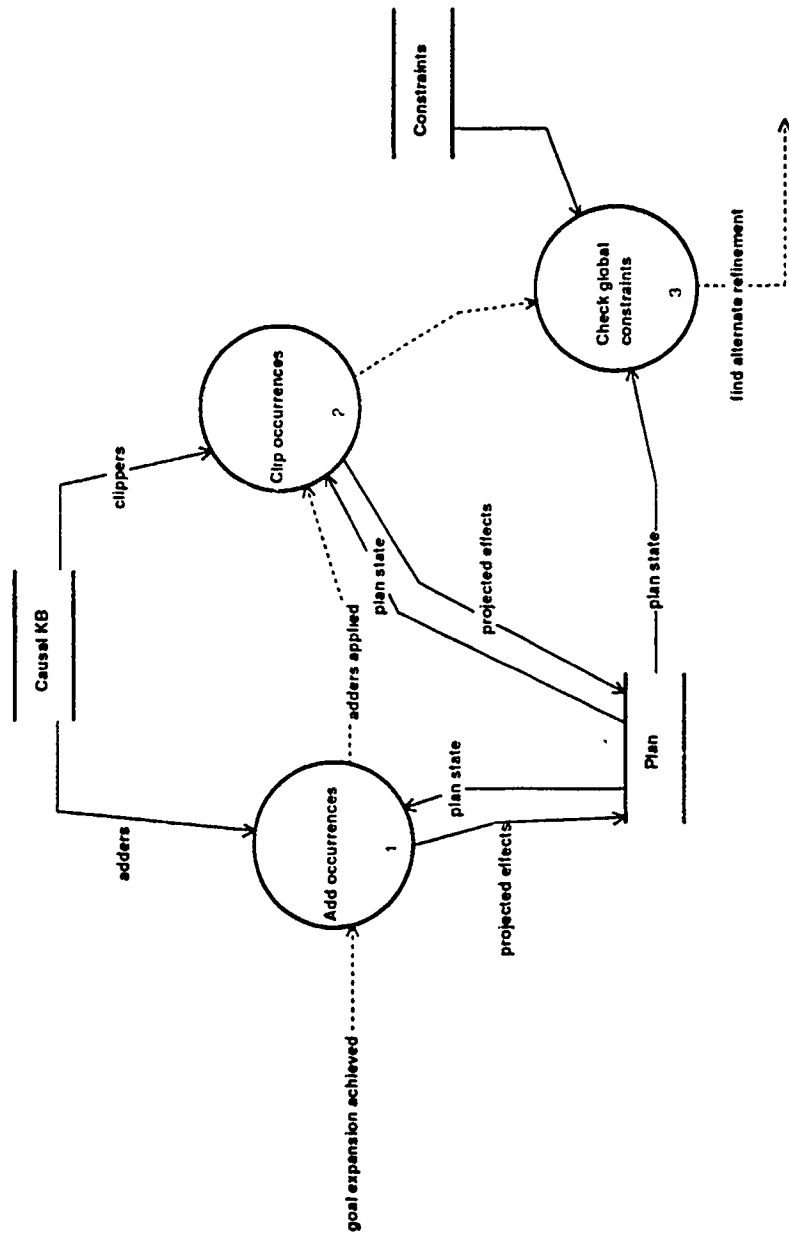 Causal KB
adders
clippers
goal expansion achieved
Add occurrences
1
adders applied
Clip occurrences
2
plan state
projected effects
plan state
projected effects
Plan
plan state
Constraints
Check global
constraints
3
find alternate refinement